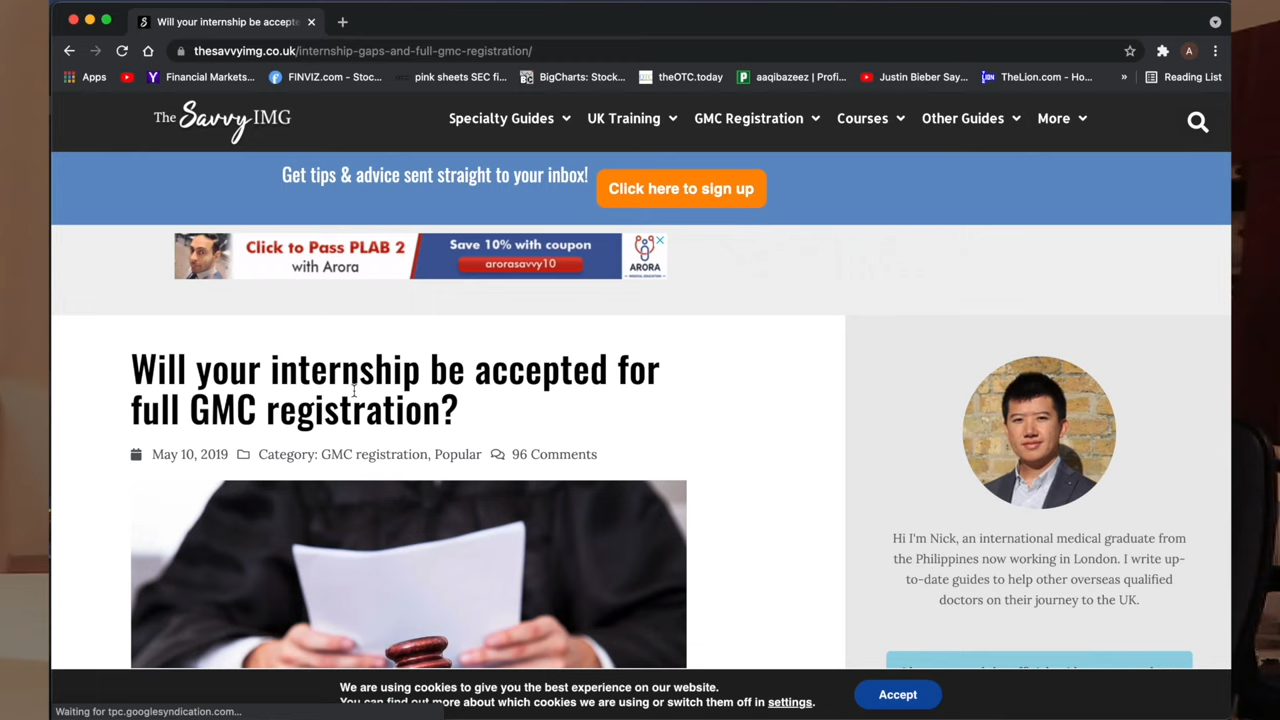 Will your internship be accepte
thesavvyimg.co.uk/internship-gaps-and-full-gmc-registration/
A
Apps
Financial Markets...
FINVIZ.com - Stoc...
pink sheets SEC fi...
BigCharts: Stock...
theOTC.today
aaqibazeez | Profi...
Justin Bieber Say...
TheLion.com - Ho...
»
Reading List
The Savvy IMG
Specialty Guides
UK Training
GMC Registration
Courses
Other Guides
More
Get tips & advice sent straight to your inbox!
Click here to sign up
Click to Pass PLAB 2
with Arora
Save 10% with coupon
arorasavvy10
ARORA
Will your internship be accepted for
full GMC registration?
May 10, 2019
Category: GMC registration, Popular
96 Comments
Hi I'm Nick, an international medical graduate from
the Philippines now working in London. I write up-
to-date guides to help other overseas qualified
doctors on their journey to the UK.
We are using cookies to give you the best experience on our website.
You can find out more about which cookies we are using or switch them off in settings.
Accept
Waiting for tpc.googlesyndication.com...